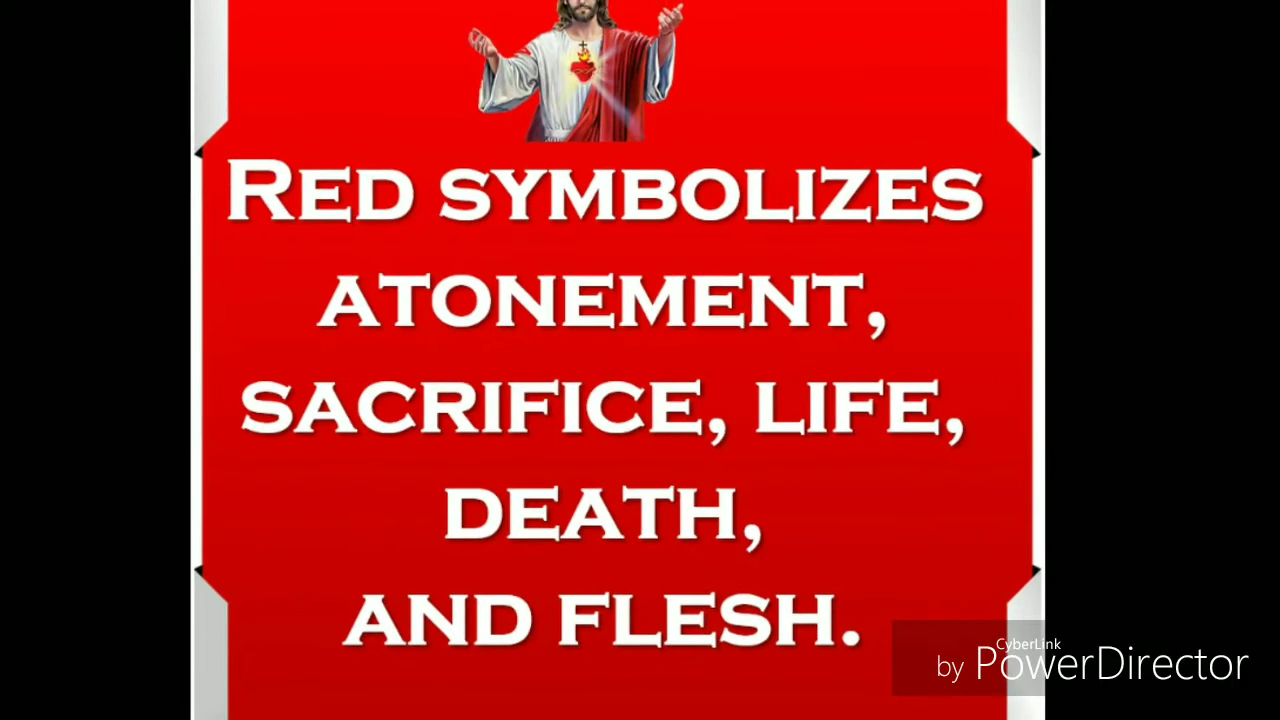 Red symbolizes
atonement,
sacrifice, life,
death,
and flesh.
CyberLink
by PowerDirector